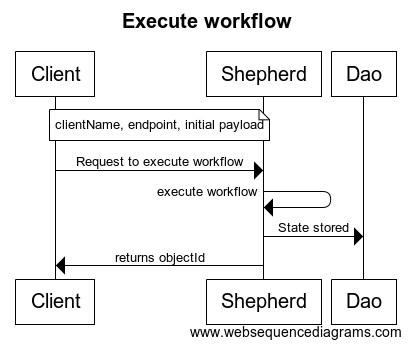 Execute workflow
Client Shepherd Dao
clientName, endpoint, initial payload
Request to execute workflow
execute workflow
State stored
returns objectId
Client Shepherd Dao
www.websequencediagrams.com